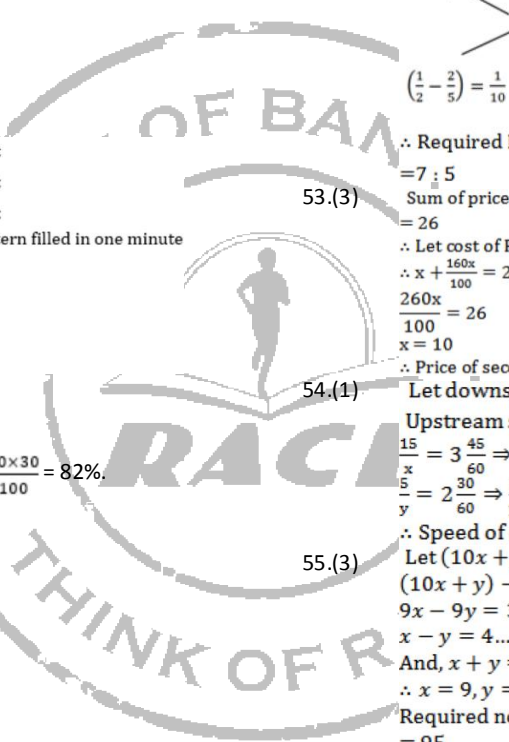 OF BAN
RACE
THINK OF R
:
:
:
ern filled in one minute
0×30/100 = 82%.
(1/2 − 2/5) = 1/10
∴ Required
=7 : 5
53.(3) Sum of price
= 26
∴ Let cost of
∴ x + 160x/100 = 2
260x/100 = 26
x = 10
∴ Price of sec
54.(1) Let downs
Upstream
15/x = 3 45/60 ⇒
5/y = 2 30/60 ⇒
∴ Speed of
55.(3) Let (10x +
(10x + y) −
9x − 9y =
x − y = 4...
And, x + y =
∴ x = 9, y =
Required n
= 95